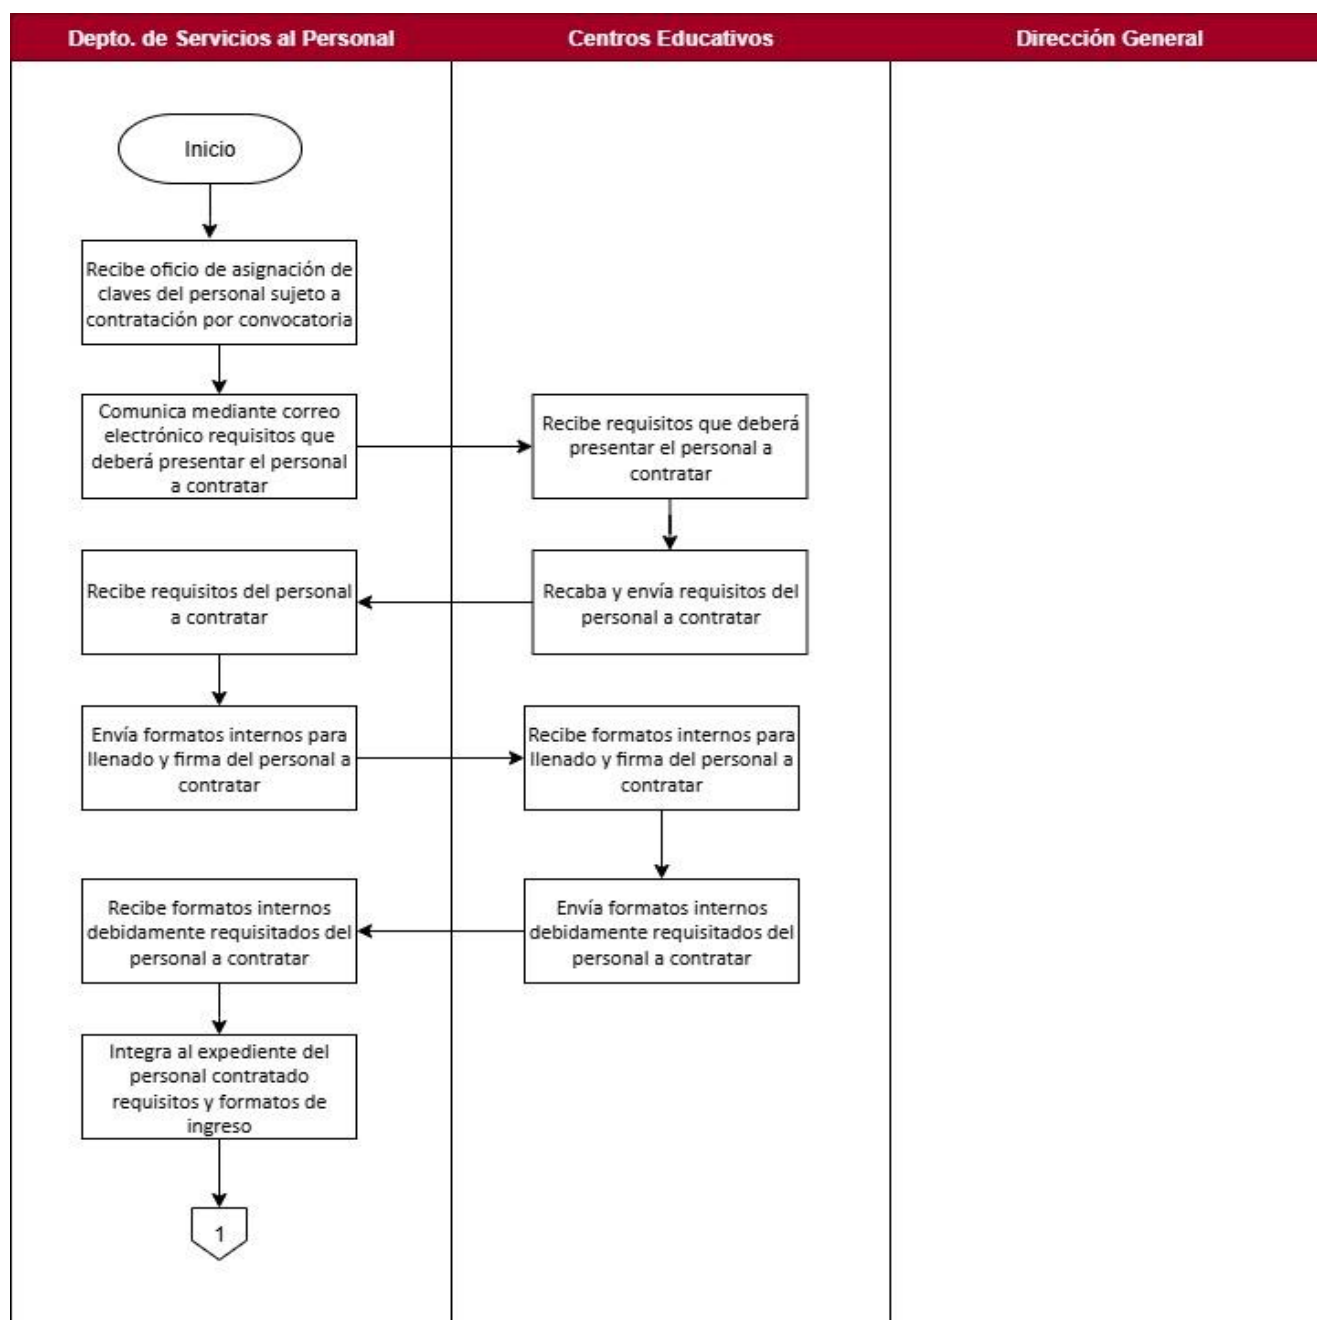 Depto. de Servicios al Personal
Centros Educativos
Dirección General
Inicio
Recibe oficio de asignación de
claves del personal sujeto a
contratación por convocatoria
Comunica mediante correo
electrónico requisitos que
deberá presentar el personal
a contratar
Recibe requisitos que deberá
presentar el personal a
contratar
Recaba y envía requisitos del
personal a contratar
Recibe requisitos del personal
a contratar
Envía formatos internos para
llenado y firma del personal a
contratar
Recibe formatos internos para
llenado y firma del personal a
contratar
Envía formatos internos
debidamente requisitados del
personal a contratar
Recibe formatos internos
debidamente requisitados del
personal a contratar
Integra al expediente del
personal contratado
requisitos y formatos de
ingreso
1